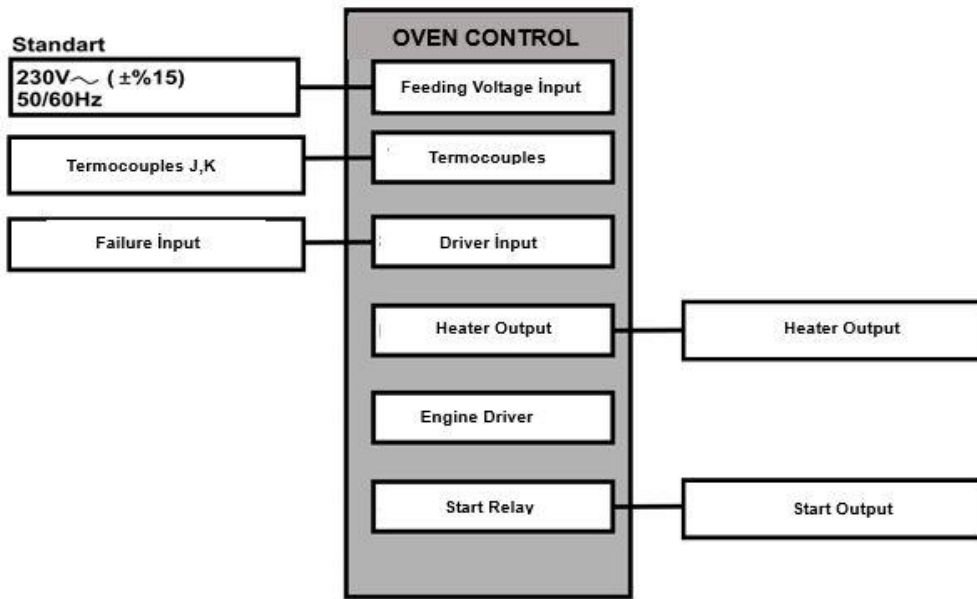 OVEN CONTROL
Standart
230V～ ( ±%15)
50/60Hz
Feeding Voltage İnput
Termocouples J,K
Termocouples
Failure İnput
Driver İnput
Heater Output
Heater Output
Engine Driver
Start Relay
Start Output